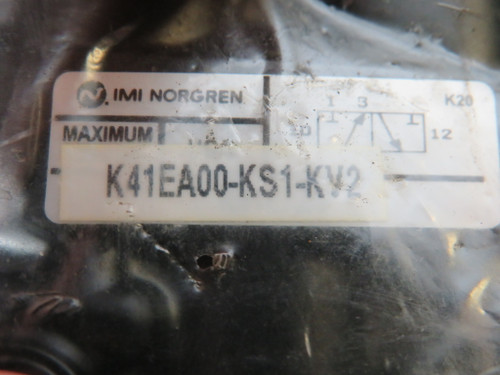 IMI NORGREN
1 3 K20
MAXIMUM
12
K41EA00-KS1-KV2